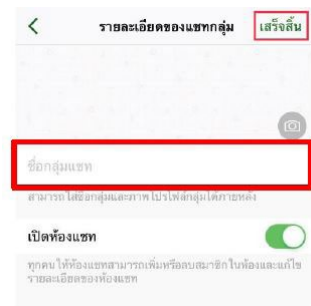 รายละเอียดของแชทกลุ่ม เสร็จสิ้น
ชื่อกลุ่มแชท
สามารถใส่ชื่อกลุ่มและภาพโปรไฟล์กลุ่มได้ภายหลัง
เปิดห้องแชท
ทุกคนให้ห้องแชทสามารถเพิ่มหรือลบสมาชิกในห้องและแก้ไข
รายละเอียดของห้องแชท